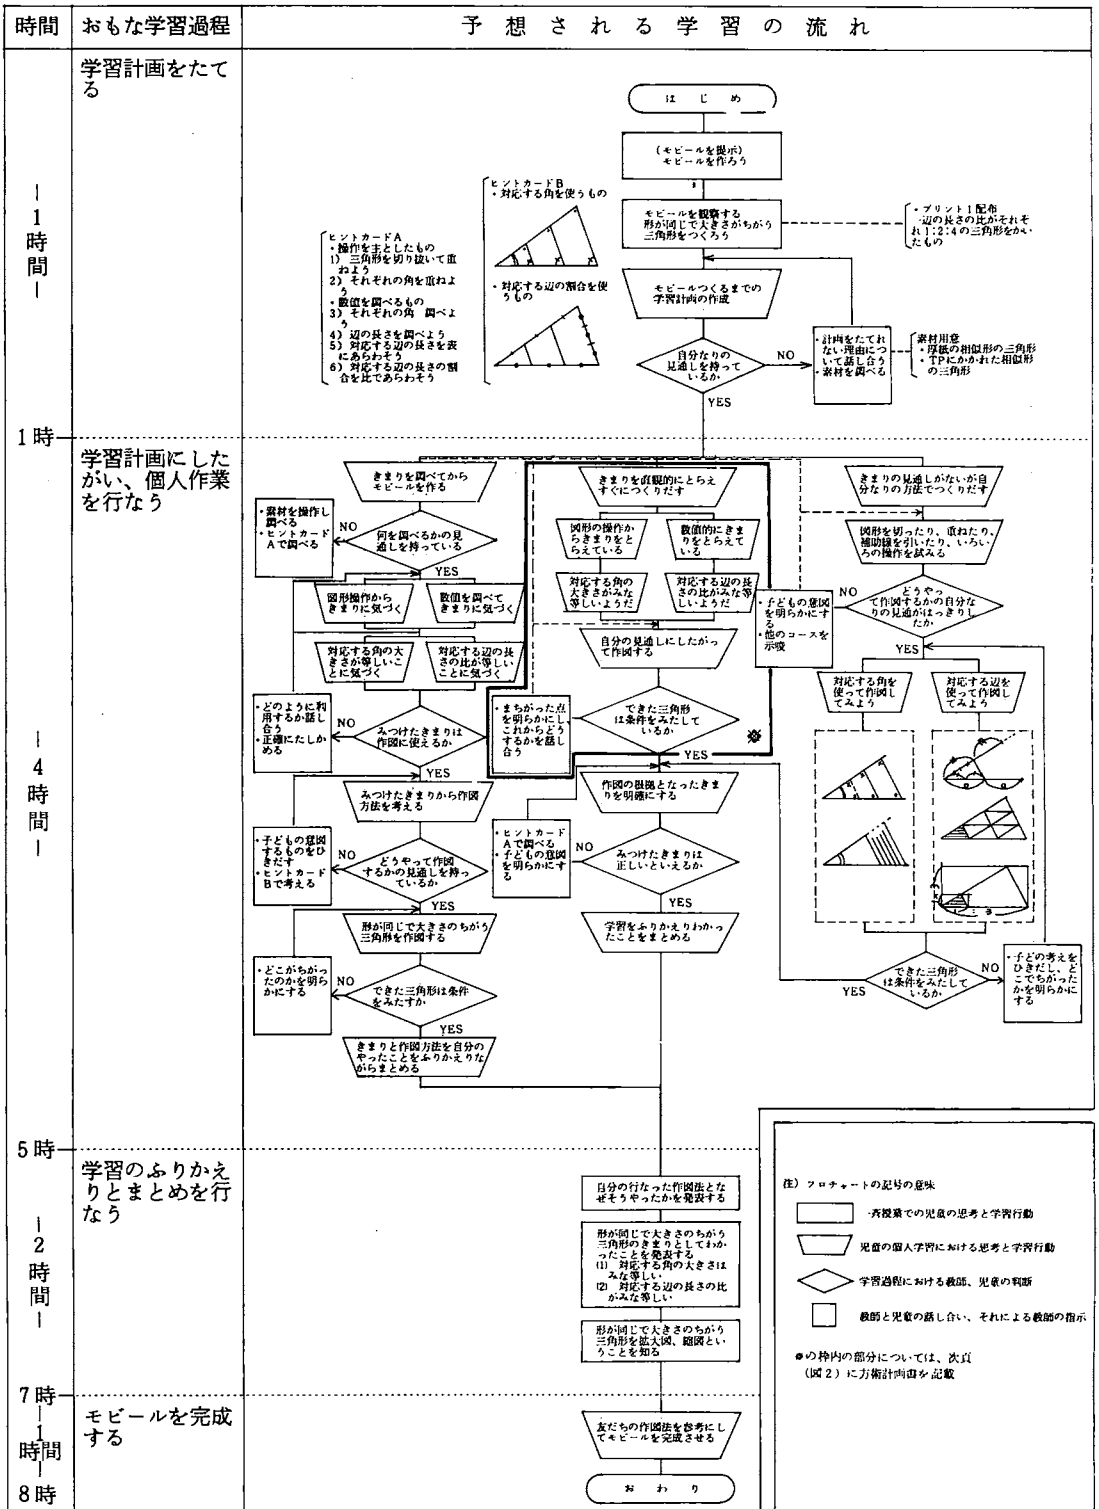 時間
おもな学習過程
予想される学習の流れ
学習計画をたて
る
はじめ
(モビールを提示)
モビールを作ろう
モビールを観察する
形が同じで大きさがちがう
三角形をつくろう
・プリント1配布
辺の長さの比がそれぞ
れ1:2:4の三角形をかい
たもの
ヒントカードB
・対応する角を使うもの
・対応する辺の割合を使
うもの
ヒントカードA
・操作を主としたもの
1) 三角形を切り抜いて重
ねよう
2) それぞれの角を重ねよ
う
・数値を調べるもの
3) それぞれの角 調べよ
う
4) 辺の長さを調べよう
5) 対応する辺の長さを表
にあらわそう
6) 対応する辺の長さの割
合を比であらわそう
モビールつくるまでの
学習計画の作成
自分なりの
見通しを持って
いるか
NO
YES
・計画をたてれ
ない理由につ
いて話し合う
・素材を調べる
素材用意
・厚紙の相似形の三角形
・TPにかかれた相似形
の三角形
1時間
1時
学習計画にした
がい、個人作業
を行なう
きまりを調べてから
モビールを作る
何を調べるかの見
通しを持っている
NO
YES
・素材を操作し
調べる
・ヒントカード
Aで調べる
図形操作から
きまりに気づく
数値を調べて
きまりに気づく
対応する角の大
きさが等しいこ
とに気づく
対応する辺の長
さの比が等しい
ことに気づく
みつけたきまりは
作図に使えるか
NO
YES
・どのように利
用するか話し
合う
・正確にたしか
める
みつけたきまりから作図
方法を考える
どうやって作図
するかの見通しを持っ
ているか
NO
YES
・子どもの意図
するものをひ
きだす
・ヒントカード
Bで考える
形が同じで大きさのちがう
三角形を作図する
できた三角形は条件
をみたすか
NO
YES
・どこがちがっ
たのかを明ら
かにする
きまりと作図方法を自分の
やったことをふりかえりな
がらまとめる
きまりを直観的にとらえ
すぐにつくりだす
図形の操作か
らきまりをと
らえている
数値的にきま
りをとらえて
いる
対応する角の
大きさがみな
等しいようだ
対応する辺の長
さの比がみな等
しいようだ
自分の見通しにしたがっ
て作図する
できた三角形
は条件をみたして
いるか
YES
・まちがった点
を明らかにし、
これからどう
するかを話し
合う
※
作図の根拠となったきま
りを明確にする
みつけたきまりは
正しいといえるか
NO
YES
・ヒントカード
Aで調べる
・子どもの意図
を明らかにす
る
学習をふりかえりわかっ
たことをまとめる
きまりの見通しがないが自
分なりの方法でつくりだす
図形を切ったり、重ねたり、
補助線を引いたり、いろい
ろの操作を試みる
どうやっ
て作図するかの自分な
りの見通がはっきりし
たか
NO
YES
・子どもの意図
を明らかにす
る
・他のコースを
示唆
対応する角を
使って作図し
てみよう
対応する辺を
使って作図し
てみよう
できた三角形
は条件をみたして
いるか
YES
NO
・子どの考えを
ひきだし、ど
こでちがった
かを明らかに
する
4時間
5時
学習のふりかえ
りとまとめを行
なう
自分の行なった作図法とな
ぜそうやったかを発表する
形が同じで大きさのちがう
三角形のきまりとしてわか
ったことを発表する
(1) 対応する角の大きさは
みな等しい
(2) 対応する辺の長さの比
がみな等しい
形が同じで大きさのちがう
三角形を拡大図、縮図とい
うことを知る
2時間
7時
モビールを完成
する
友だちの作図法を参考にし
てモビールを完成させる
おわり
1時間
8時
注) フロチャートの記号の意味
一斉授業での児童の思考と学習行動
児童の個人学習における思考と学習行動
学習過程における教師、児童の判断
教師と児童の話し合い、それによる教師の指示
※の枠内の部分については、次頁
(図2)に方術計画書を記載